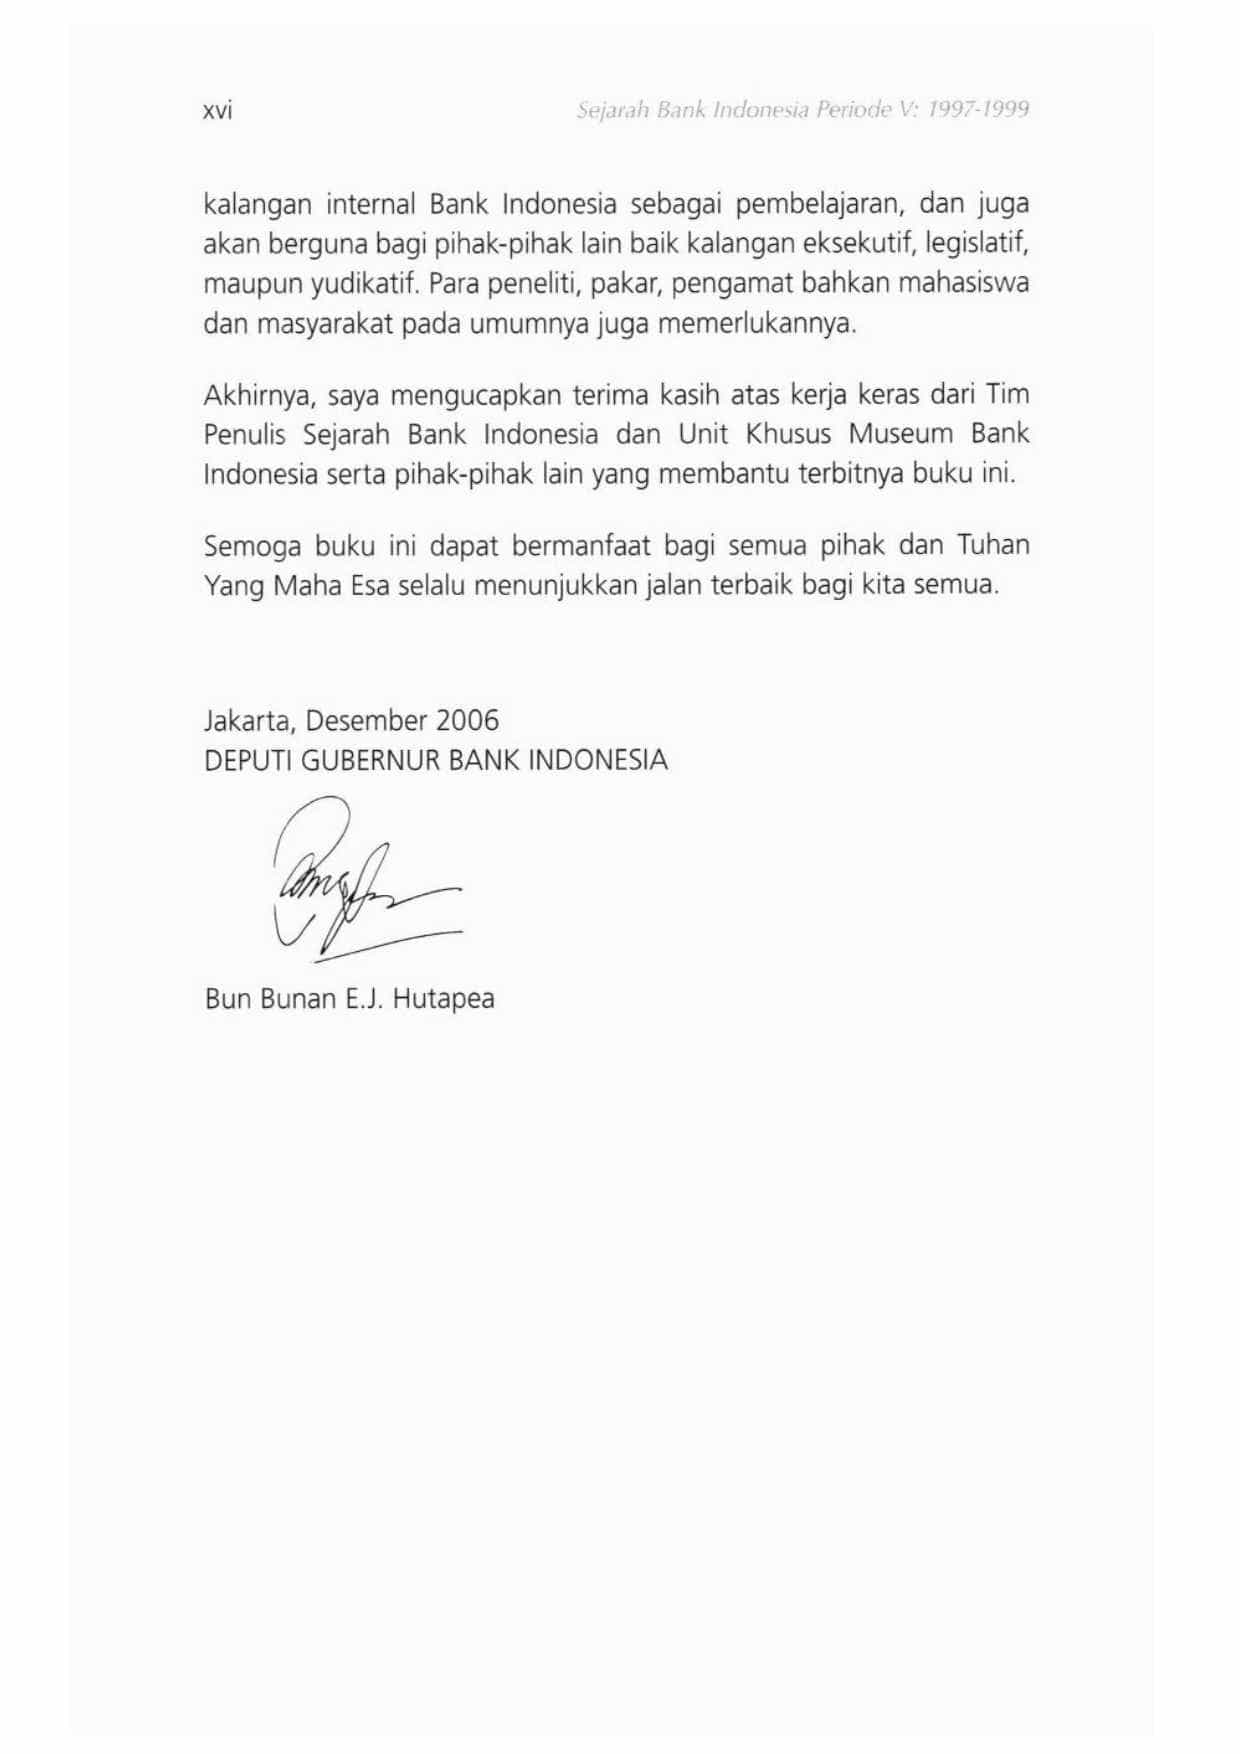 xvi
Sejarah Bank Indonesia Periode V: 1997-1999
kalangan internal Bank Indonesia sebagai pembelajaran, dan juga
akan berguna bagi pihak-pihak lain baik kalangan eksekutif, legislatif,
maupun yudikatif. Para peneliti, pakar, pengamat bahkan mahasiswa
dan masyarakat pada umumnya juga memerlukannya.
Akhirnya, saya mengucapkan terima kasih atas kerja keras dari Tim
Penulis Sejarah Bank Indonesia dan Unit Khusus Museum Bank
Indonesia serta pihak-pihak lain yang membantu terbitnya buku ini.
Semoga buku ini dapat bermanfaat bagi semua pihak dan Tuhan
Yang Maha Esa selalu menunjukkan jalan terbaik bagi kita semua.
Jakarta, Desember 2006
DEPUTI GUBERNUR BANK INDONESIA
Bun Bunan E.J. Hutapea